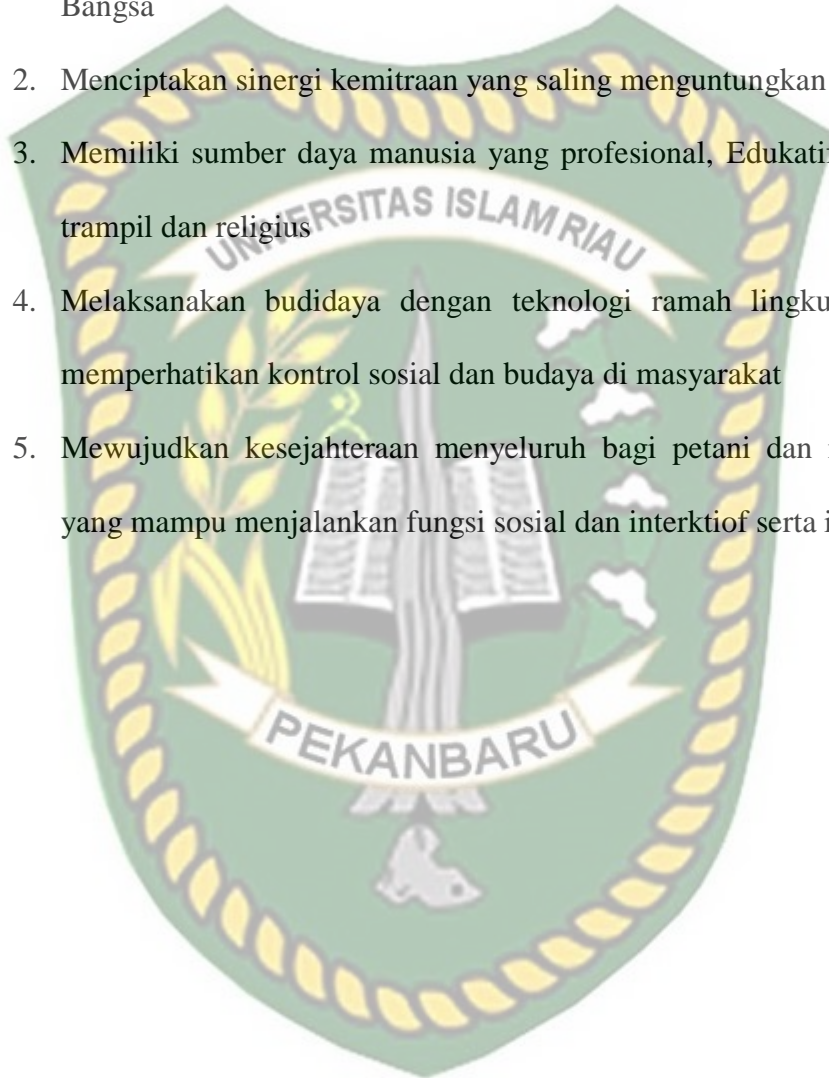 Bangsa
2. Menciptakan sinergi kemitraan yang saling menguntungkan
3. Memiliki sumber daya manusia yang profesional, Edukatif
trampil dan religius
UNIVERSITAS ISLAM RIAU
4. Melaksanakan budidaya dengan teknologi ramah
memperhatikan kontrol sosial dan budaya di masyarakat
5. Mewujudkan kesejahteraan menyeluruh bagi petani dan
yang mampu menjalankan fungsi sosial dan interktiof serta
PEKANBARU